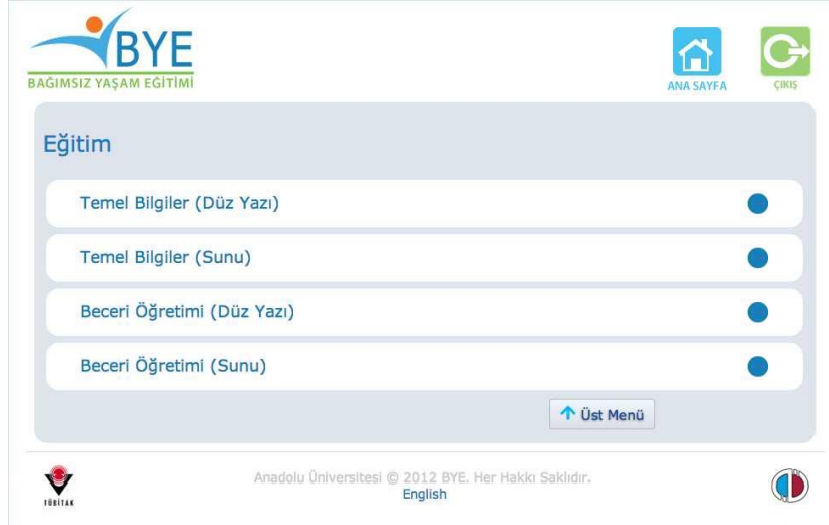 BYE
BAĞIMSIZ YAŞAM EĞİTİMİ
ANA SAYFA
ÇIKIŞ
Eğitim
Temel Bilgiler (Düz Yazı)
Temel Bilgiler (Sunu)
Beceri Öğretimi (Düz Yazı)
Beceri Öğretimi (Sunu)
Üst Menü
TÜBİTAK
Anadolu Üniversitesi © 2012 BYE. Her Hakkı Saklıdır.
English